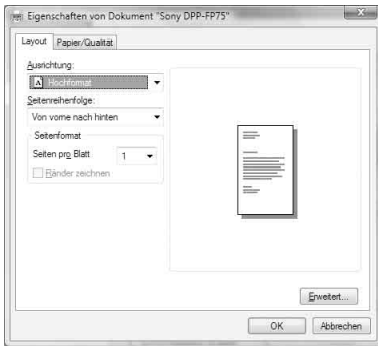 Eigenschaften von Dokument "Sony DPP-FP75"
Layout
Papier/Qualität
Ausrichtung:
A Hochformat
Seitenreihenfolge:
Von vorne nach hinten
Seitenformat
Seiten pro Blatt 1
Ränder zeichnen
Erweitert...
OK Abbrechen